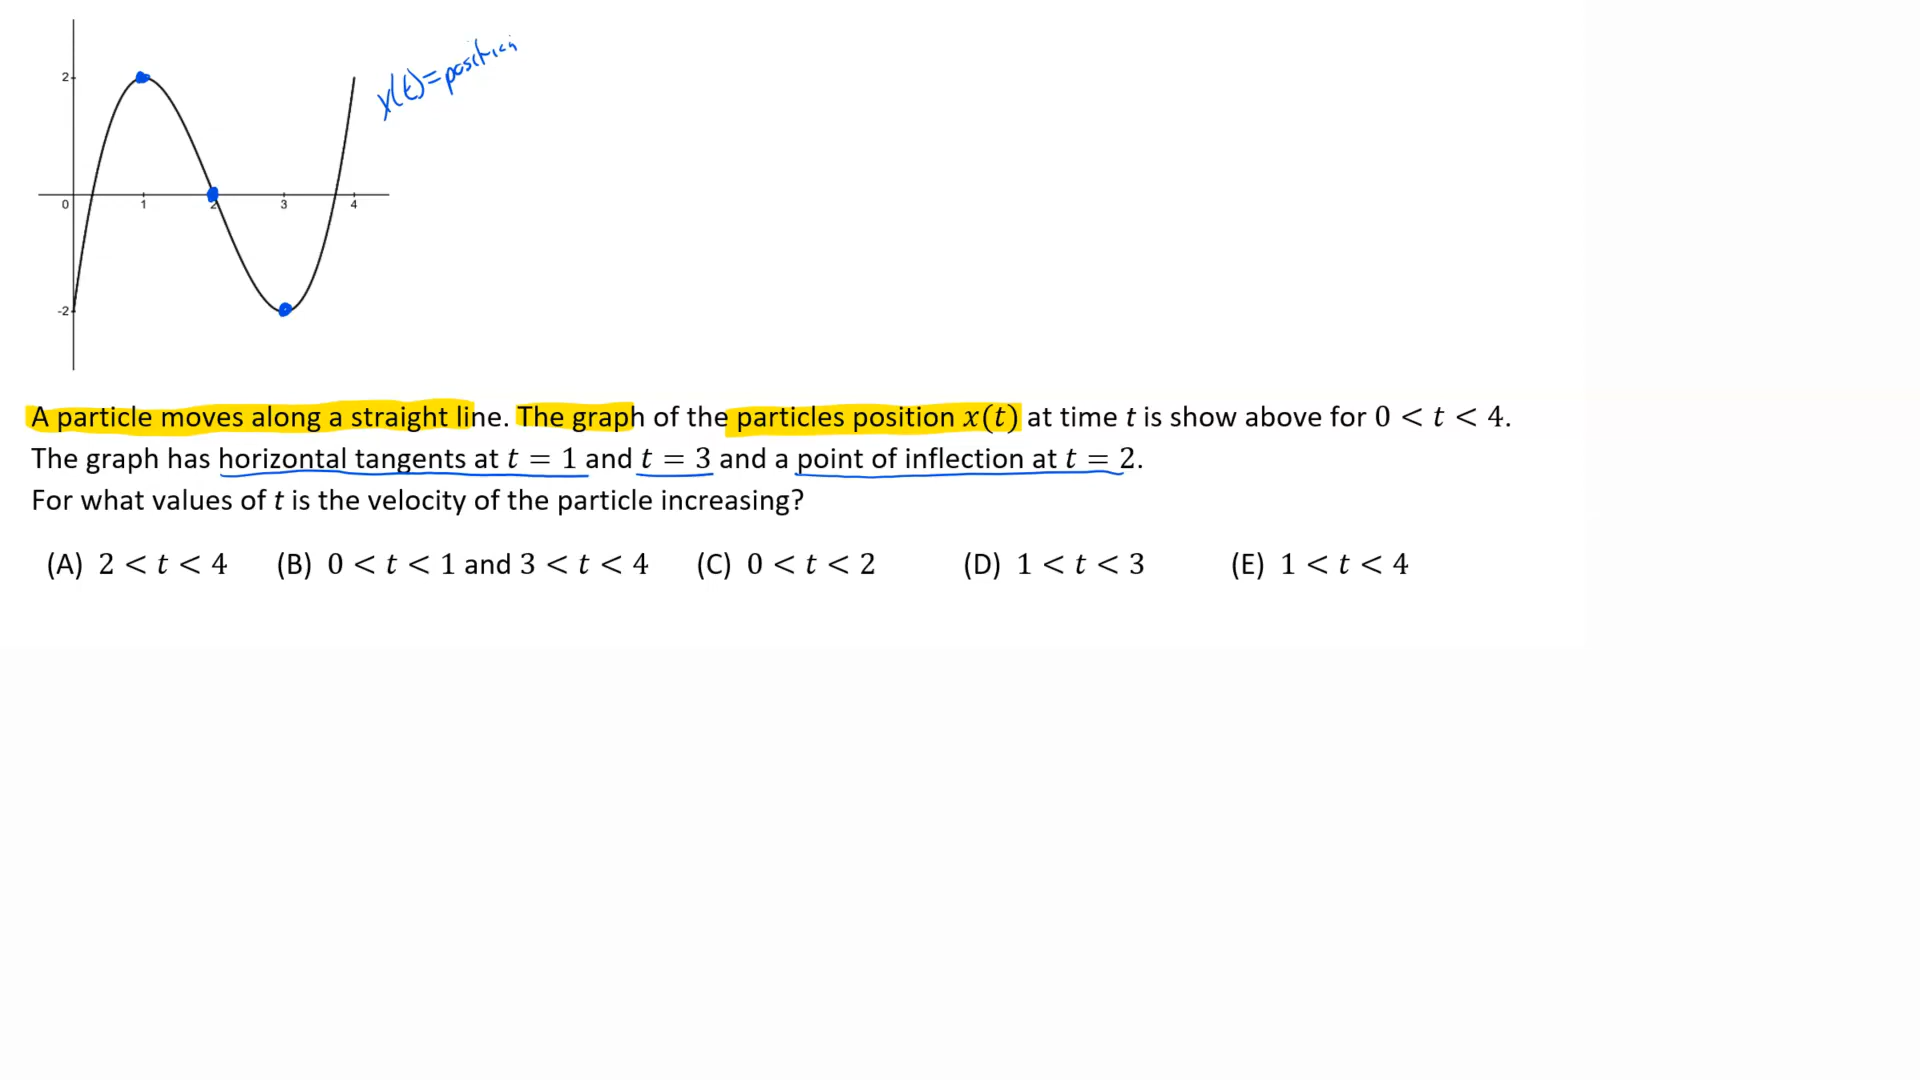 x(t)=position
2
0
1
2
3
4
-2
A particle moves along a straight line. The graph of the particles position x(t) at time t is show above for 0 < t < 4.
The graph has horizontal tangents at t = 1 and t = 3 and a point of inflection at t = 2.
For what values of t is the velocity of the particle increasing?
(A) 2 < t < 4 (B) 0 < t < 1 and 3 < t < 4 (C) 0 < t < 2 (D) 1 < t < 3 (E) 1 < t < 4